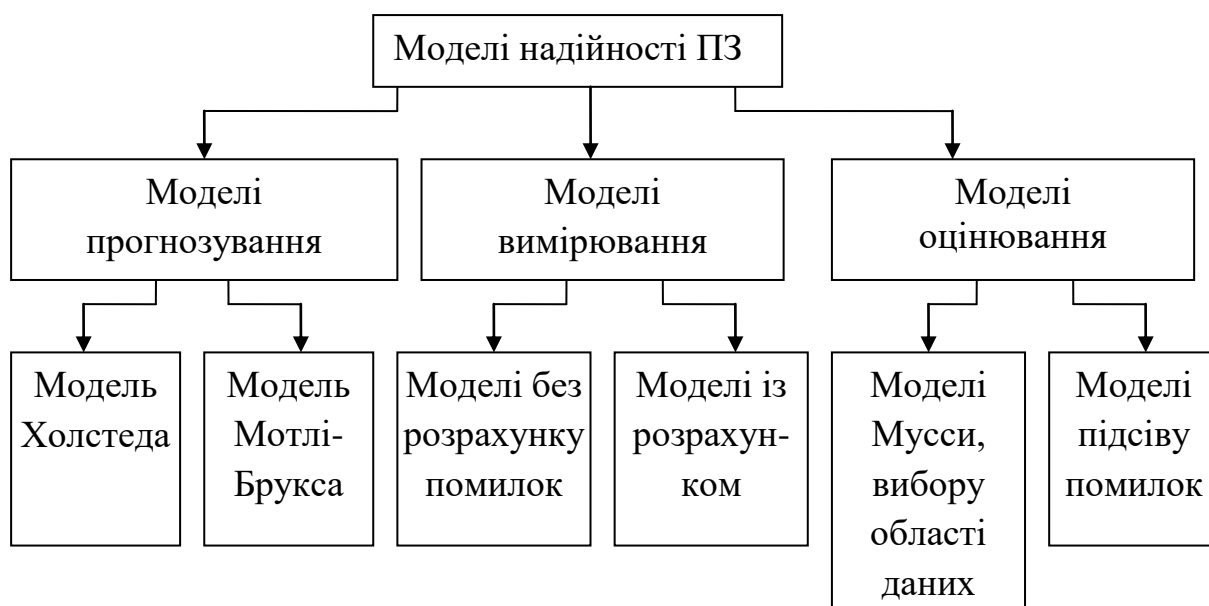 Моделі надійності ПЗ
Моделі
прогнозування
Моделі
вимірювання
Моделі
оцінювання
Модель
Холстеда
Модель
Мотлі-
Брукса
Моделі без
розрахунку
помилок
Моделі із
розрахун-
ком
Моделі
Мусси,
вибору
області
даних
Моделі
підсіву
помилок